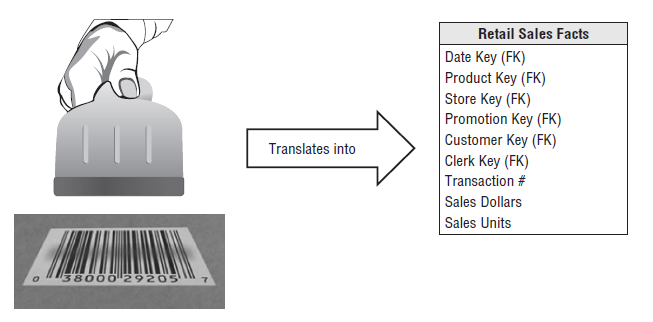 Translates into
Retail Sales Facts
Date Key (FK)
Product Key (FK)
Store Key (FK)
Promotion Key (FK)
Customer Key (FK)
Clerk Key (FK)
Transaction #
Sales Dollars
Sales Units
0 38000 29205 7